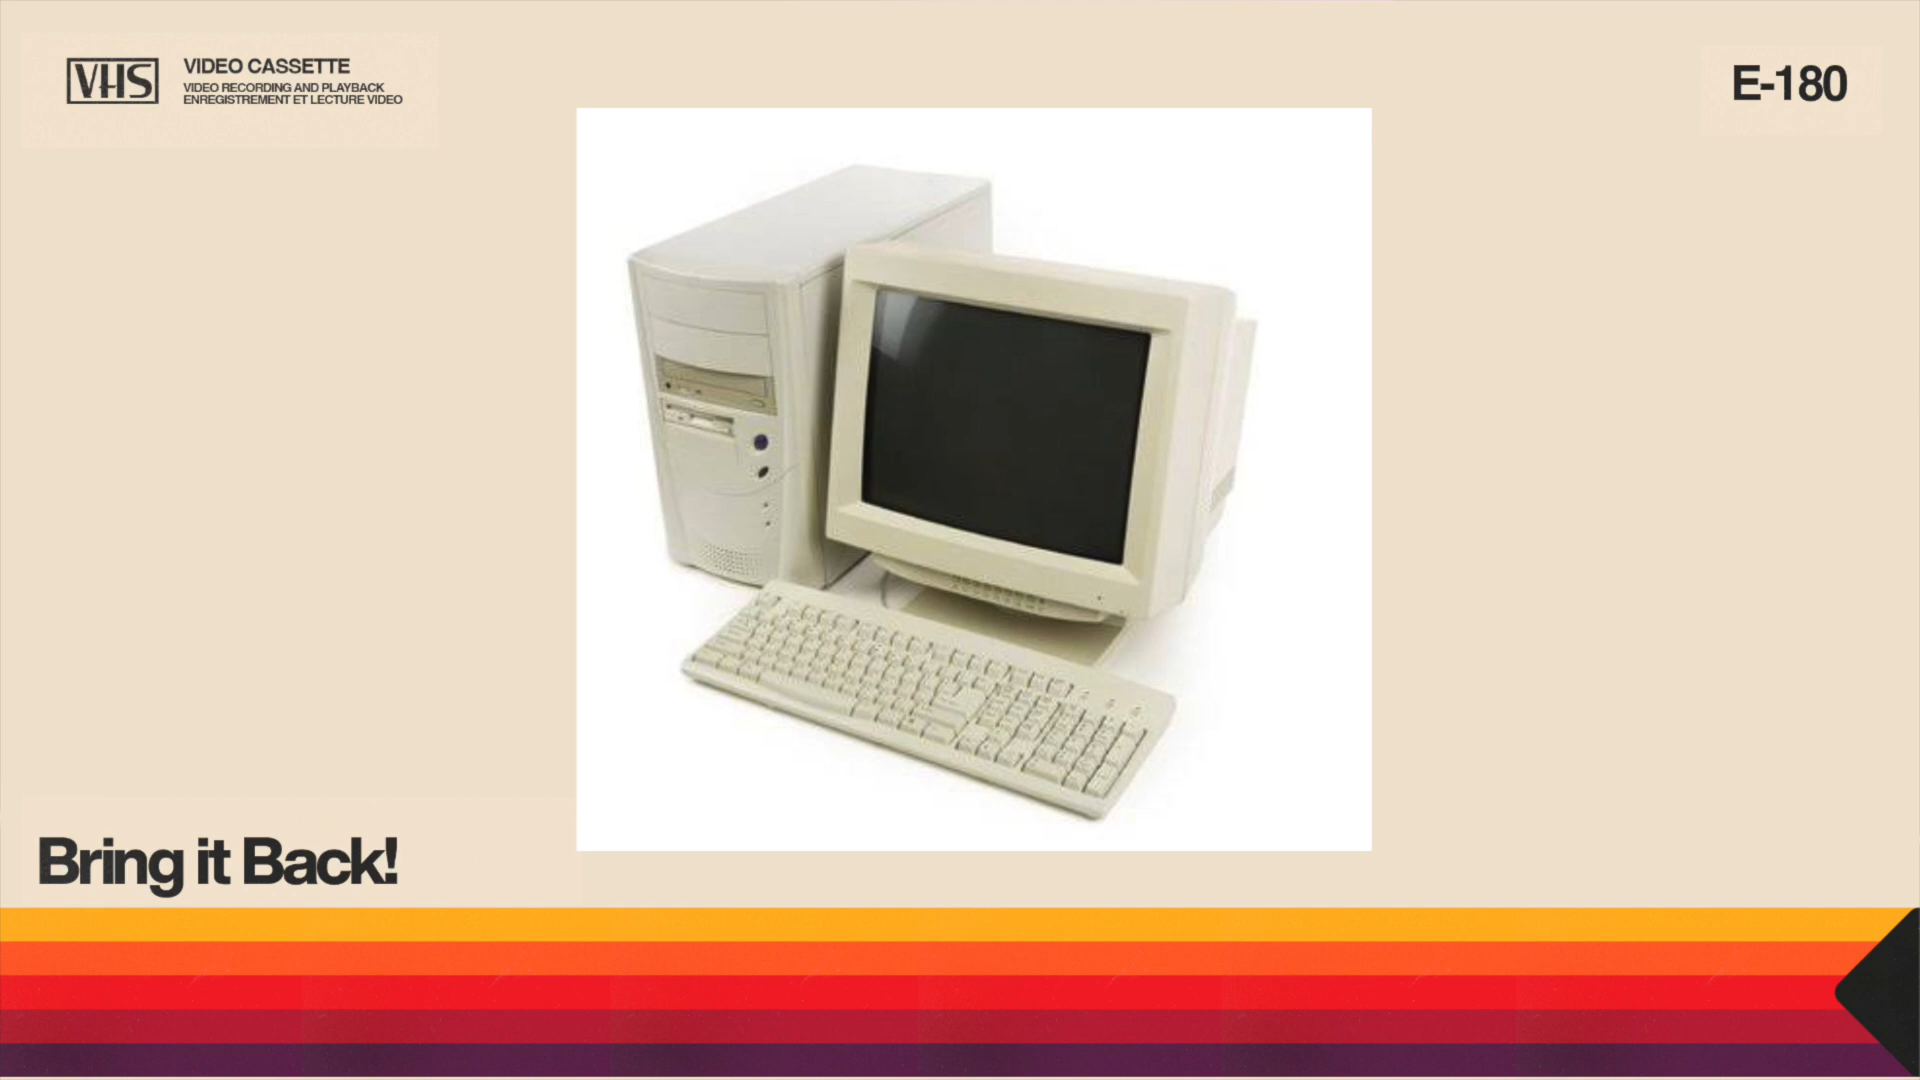 VHS
VIDEO CASSETTE
VIDEO RECORDING AND PLAYBACK
ENREGISTREMENT ET LECTURE VIDEO
E-180
Bring it Back!